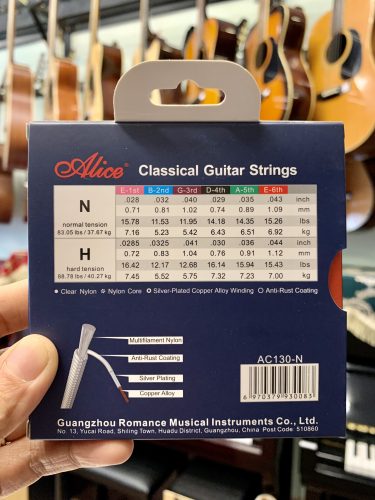 Alice Classical Guitar Strings
E-1st B-2nd G-3rd D-4th A-5th E-6th
N .028 .032 .040 .029 .035 .043 inch
0.71 0.81 1.02 0.74 0.89 1.09 mm
normal tension 15.78 11.53 11.95 14.18 14.35 15.26 lbs
83.05 lbs / 37.67 kg 7.16 5.23 5.42 6.43 6.51 6.92 kg
H .0285 .0325 .041 .030 .036 .044 inch
0.72 0.83 1.04 0.76 0.91 1.12 mm
hard tension 16.42 12.17 12.68 16.14 15.94 15.43 lbs
88.78 lbs / 40.27 kg 7.45 5.52 5.75 7.32 7.23 7.00 kg
Clear Nylon Nylon Core Silver-Plated Copper Alloy Winding Anti-Rust Coating
Multifilament Nylon
Anti-Rust Coating
Silver Plating
Copper Alloy
AC130-N
6 970379 930083
Guangzhou Romance Musical Instruments Co., Ltd.
No. 13, Yucai Road, Shiling Town, Huadu District, Guangzhou, China Post Code: 510860